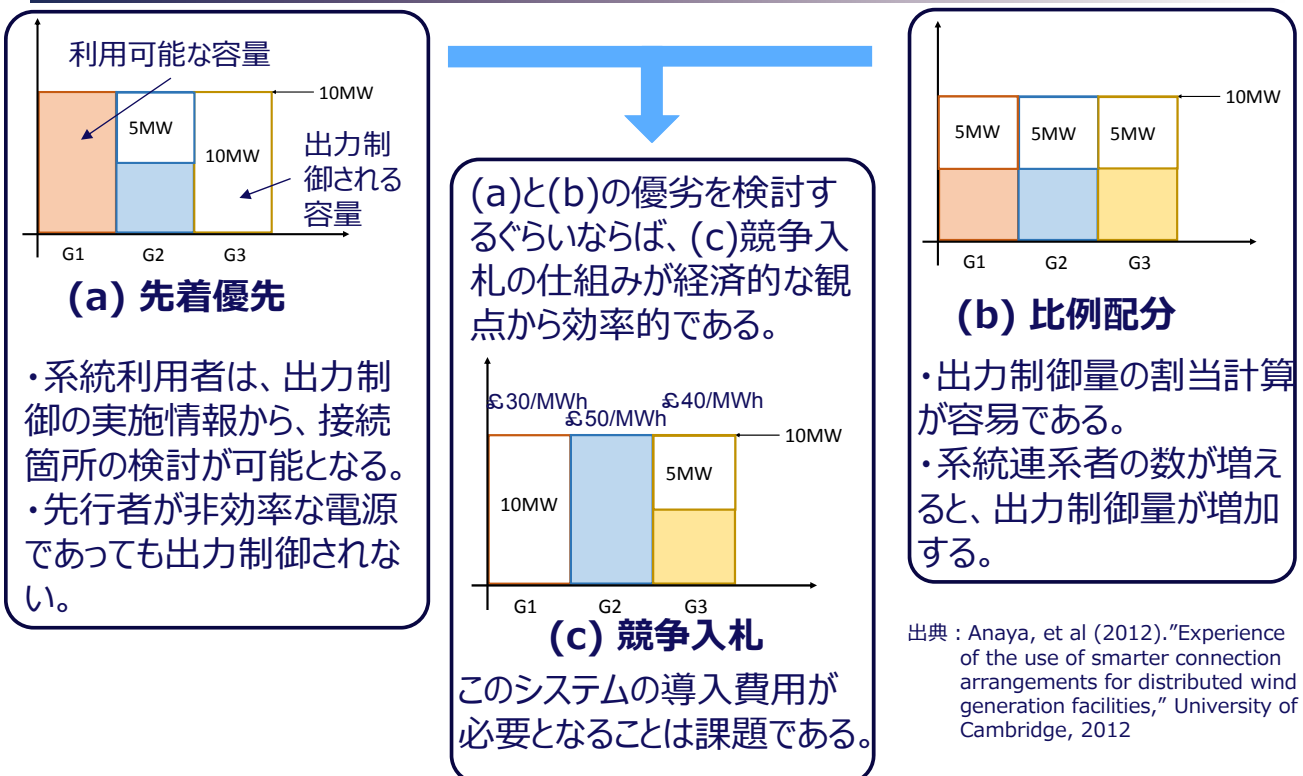 利用可能な容量
10MW
5MW
10MW
出力制
御される
容量
G1 G2 G3
(a) 先着優先
・系統利用者は、出力制
御の実施情報から、接続
箇所の検討が可能となる。
・先行者が非効率な電源
であっても出力制御されな
い。
(a)と(b)の優劣を検討す
るぐらいならば、(c)競争入
札の仕組みが経済的な観
点から効率的である。
£30/MWh
£50/MWh
£40/MWh
10MW
5MW
10MW
G1 G2 G3
(c) 競争入札
このシステムの導入費用が
必要となることは課題である。
10MW
5MW 5MW 5MW
G1 G2 G3
(b) 比例配分
・出力制御量の割当計算
が容易である。
・系統連系者の数が増え
ると、出力制御量が増加
する。
出典：Anaya, et al (2012).”Experience
of the use of smarter connection
arrangements for distributed wind
generation facilities,” University of
Cambridge, 2012